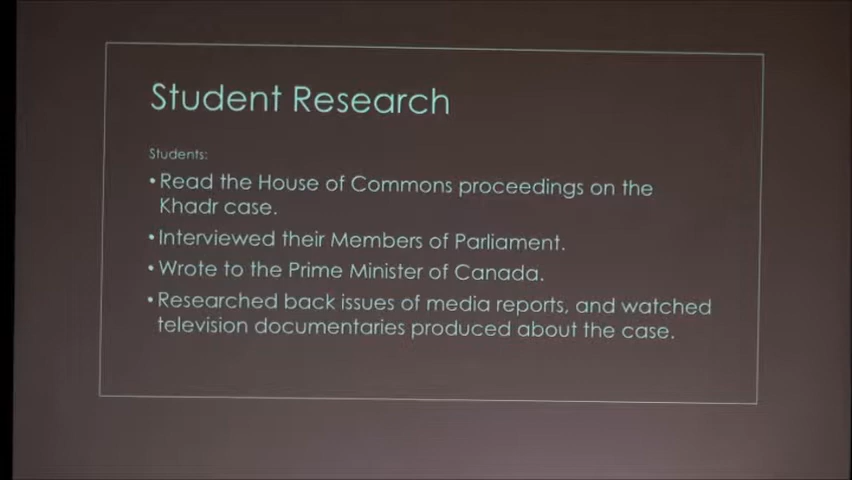 Student Research
Students:
•Read the House of Commons proceedings on the
Khadr case.
•Interviewed their Members of Parliament.
•Wrote to the Prime Minister of Canada.
•Researched back issues of media reports, and watched
television documentaries produced about the case.